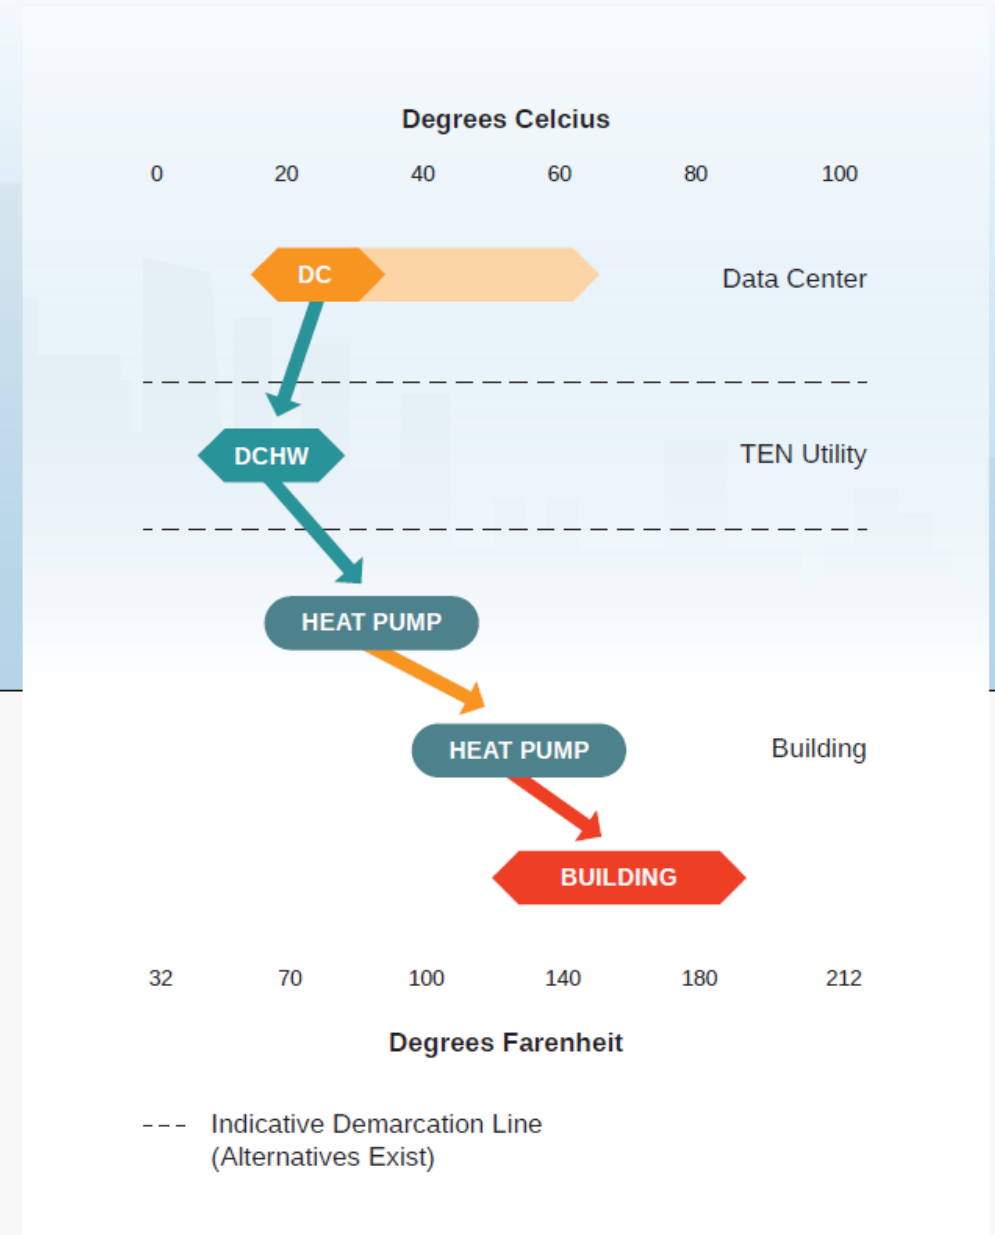 Degrees Celcius
0 20 40 60 80 100
DC
Data Center
DCHW
TEN Utility
HEAT PUMP
HEAT PUMP
Building
BUILDING
32 70 100 140 180 212
Degrees Farenheit
Indicative Demarcation Line
(Alternatives Exist)